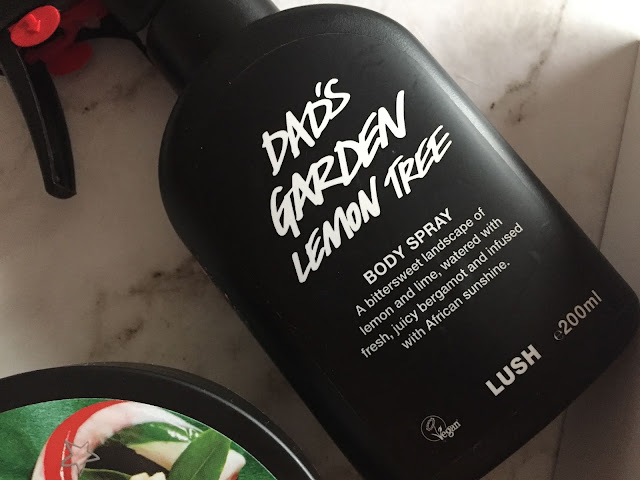 DAD'S
GARDEN
LEMON TREE
BODY SPRAY
A bittersweet landscape of
lemon and lime, watered with
fresh, juicy bergamot and infused
with African sunshine.
LUSH
℮200ml
Vegan